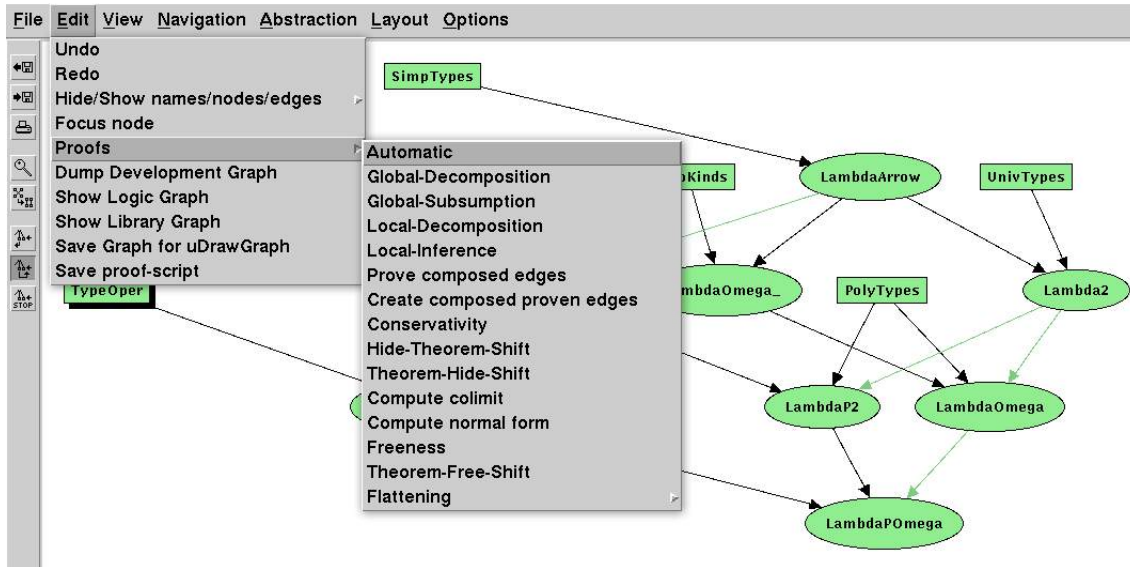 File Edit View Navigation Abstraction Layout Options
Undo
Redo
Hide/Show names/nodes/edges
Focus node
Proofs
Dump Development Graph
Show Logic Graph
Show Library Graph
Save Graph for uDrawGraph
Save proof-script
Automatic
Global-Decomposition
Global-Subsumption
Local-Decomposition
Local-Inference
Prove composed edges
Create composed proven edges
Conservativity
Hide-Theorem-Shift
Theorem-Hide-Shift
Compute colimit
Compute normal form
Freeness
Theorem-Free-Shift
Flattening
STOP
SimpTypes
pKinds
LambdaArrow
UnivTypes
TypeOper
mbdaOmega_
PolyTypes
Lambda2
LambdaP2
LambdaOmega
LambdaPOmega